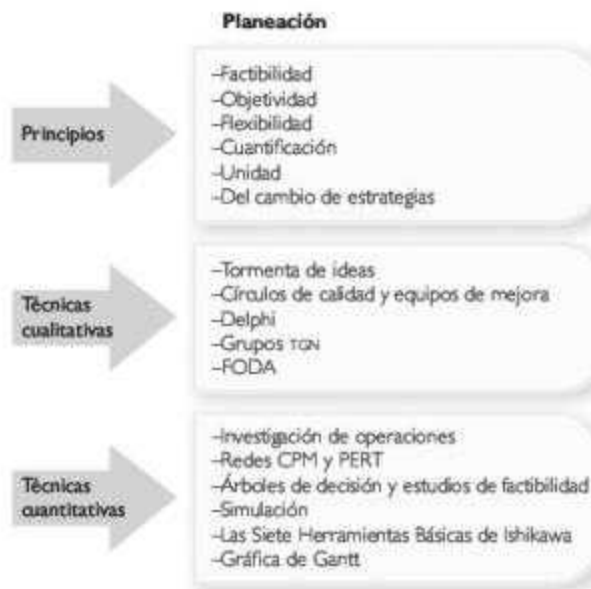 Planeación
Principios
–Factibilidad
–Objetividad
–Flexibilidad
–Cuantificación
–Unidad
–Del cambio de estrategias
Técnicas
cualitativas
–Tormenta de ideas
–Círculos de calidad y equipos de mejora
–Delphi
–Grupos TGN
–FODA
Técnicas
cuantitativas
–Investigación de operaciones
–Redes CPM y PERT
–Árboles de decisión y estudios de factibilidad
–Simulación
–Las Siete Herramientas Básicas de Ishikawa
–Gráfica de Gantt